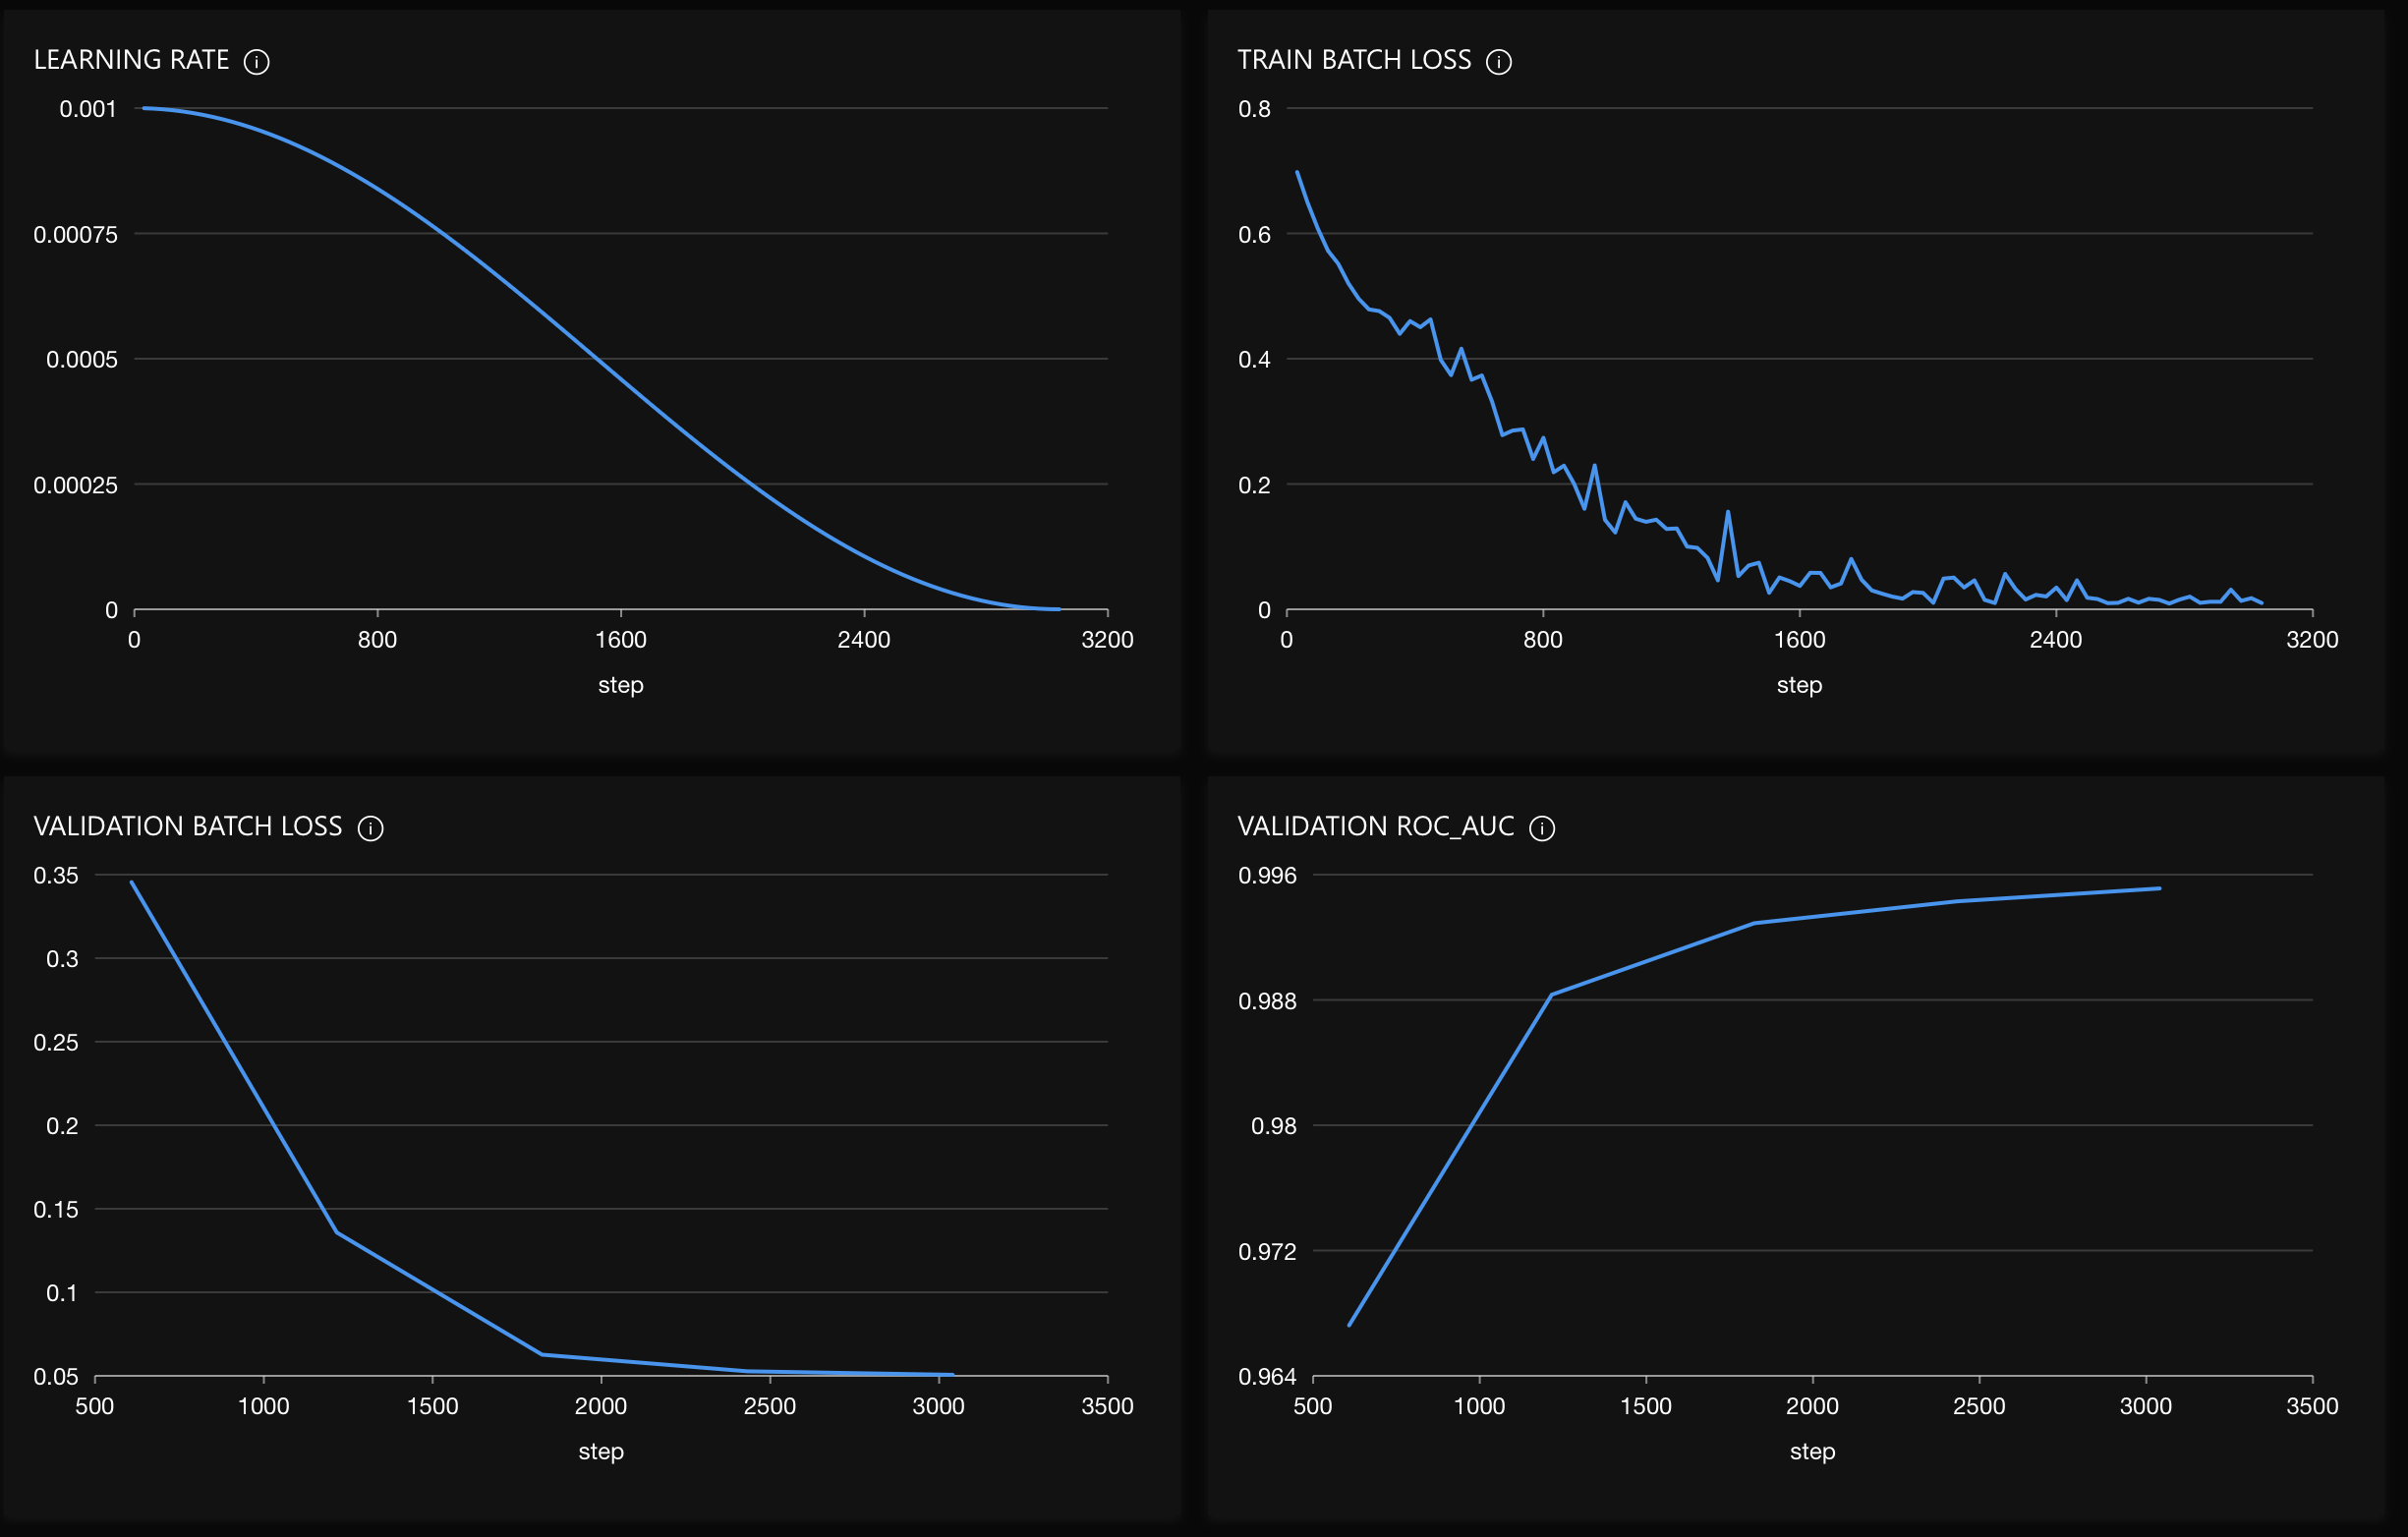 LEARNING RATE
0.001
0.00075
0.0005
0.00025
0
0 800 1600 2400 3200
step
TRAIN BATCH LOSS
0.8
0.6
0.4
0.2
0
0 800 1600 2400 3200
step
VALIDATION BATCH LOSS
0.35
0.3
0.25
0.2
0.15
0.1
0.05
500 1000 1500 2000 2500 3000 3500
step
VALIDATION ROC_AUC
0.996
0.988
0.98
0.972
0.964
500 1000 1500 2000 2500 3000 3500
step